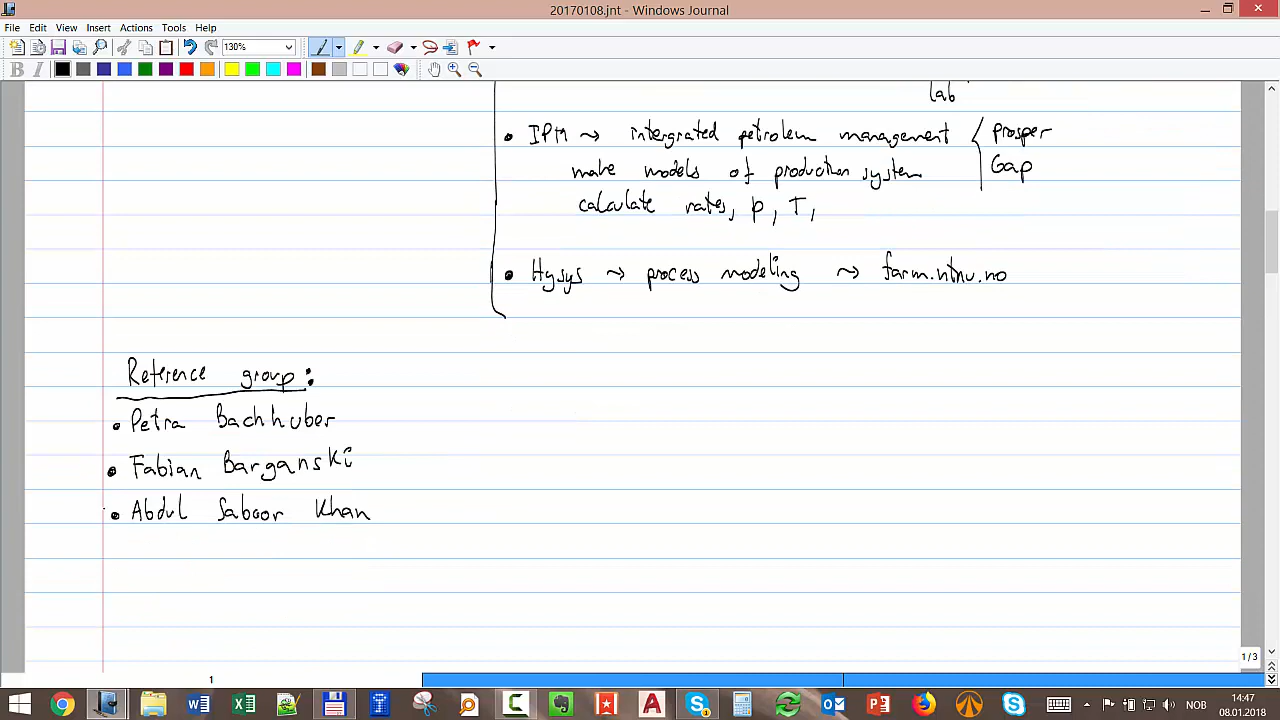 20170108.jnt - Windows Journal
File Edit View Insert Actions Tools Help
130%
B I
lab
• IPM → intergrated petroleum management { Prosper
make models of production system Gap
calculate rates, p, T,
• Hysys → process modeling → farm.ntnu.no
Reference group:
• Petra Bachhuber
• Fabian Barganski
• Abdul Saboor Khan
1/3
1
NOB
14:47
08.01.2018